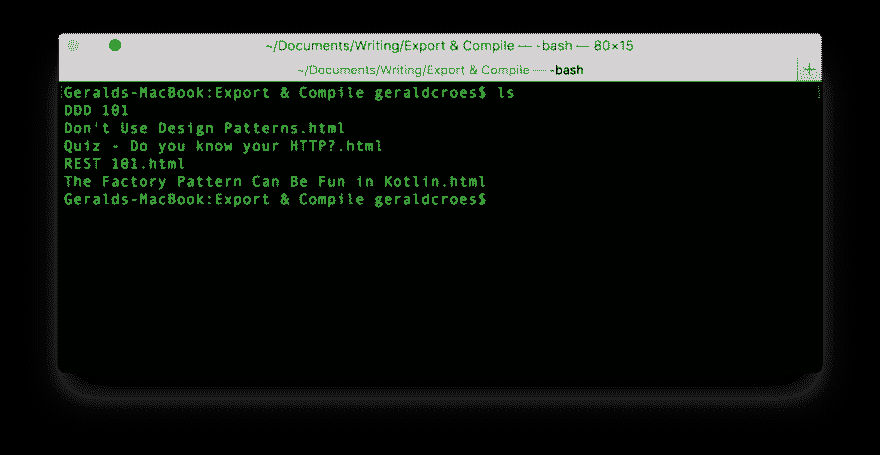 ~/Documents/Writing/Export & Compile — -bash — 80×15
~/Documents/Writing/Export & Compile — -bash
Geralds-MacBook:Export & Compile geraldcroes$ ls
DDD 101
Don't Use Design Patterns.html
Quiz - Do you know your HTTP?.html
REST 101.html
The Factory Pattern Can Be Fun in Kotlin.html
Geralds-MacBook:Export & Compile geraldcroes$